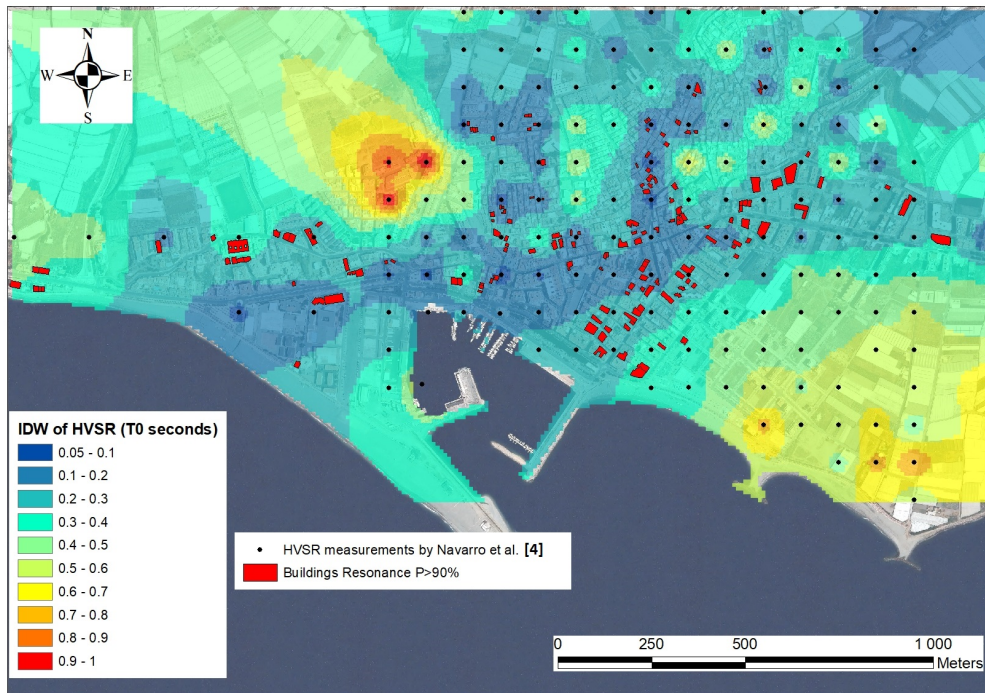 N
W E
S
IDW of HVSR (T0 seconds)
0.05 - 0.1
0.1 - 0.2
0.2 - 0.3
0.3 - 0.4
0.4 - 0.5
0.5 - 0.6
0.6 - 0.7
0.7 - 0.8
0.8 - 0.9
0.9 - 1
HVSR measurements by Navarro et al. [4]
Buildings Resonance P>90%
0 250 500 1 000
Meters